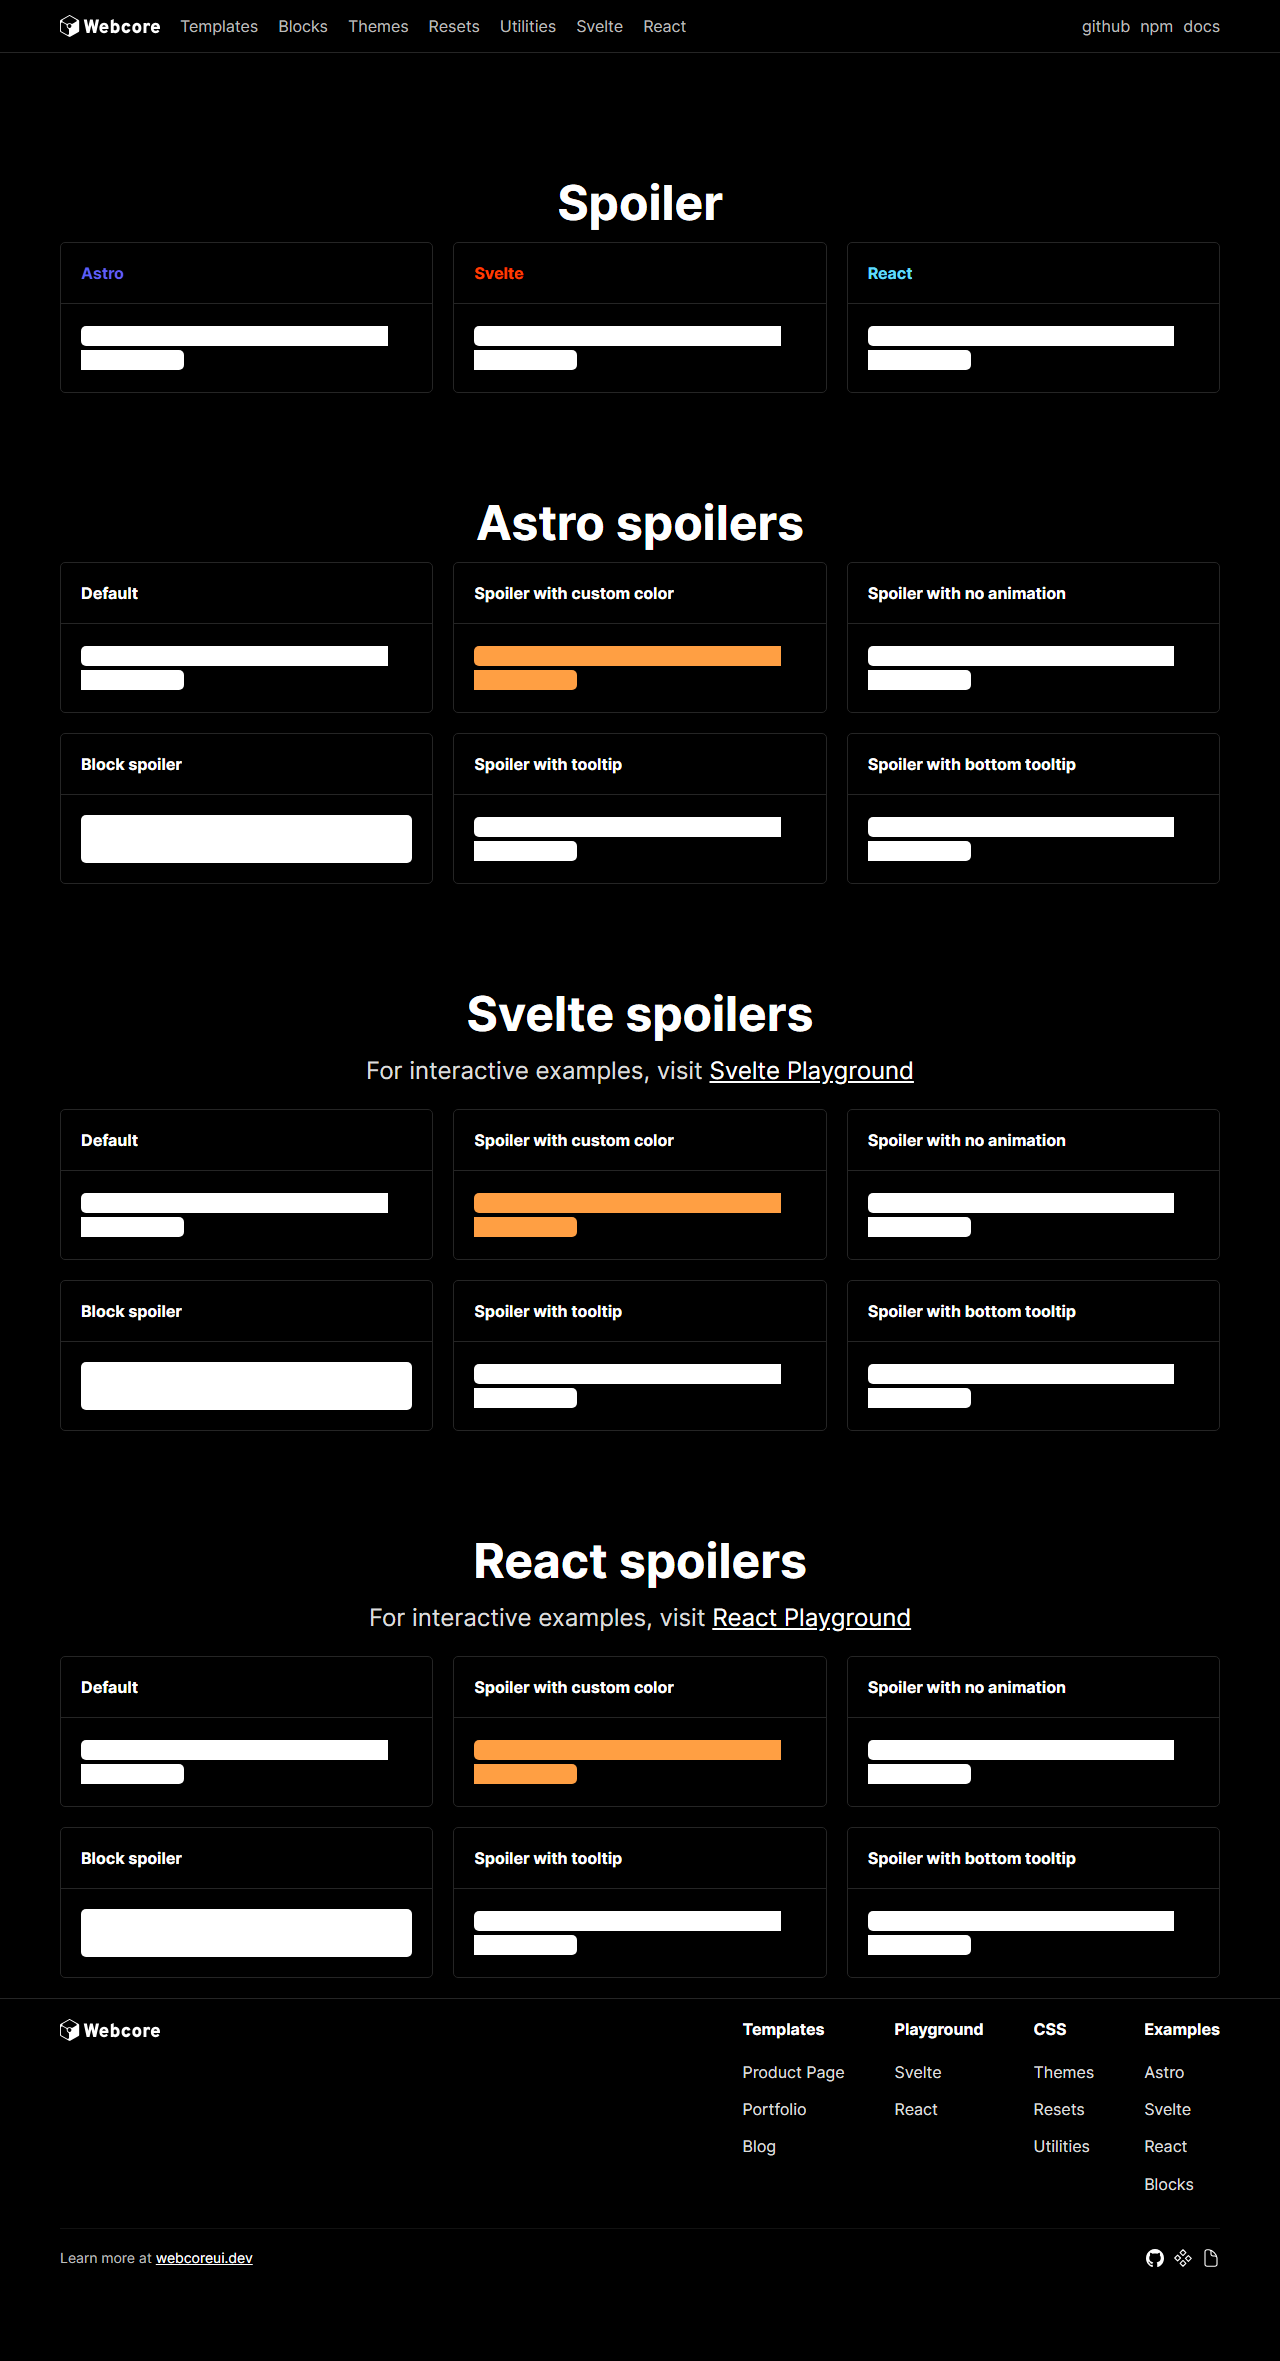 Webcore Templates Blocks Themes Resets Utilities Svelte React github npm docs
Spoiler
Astro Svelte React
Astro spoilers
Default Spoiler with custom color Spoiler with no animation
Block spoiler Spoiler with tooltip Spoiler with bottom tooltip
Svelte spoilers
For interactive examples, visit Svelte Playground
Default Spoiler with custom color Spoiler with no animation
Block spoiler Spoiler with tooltip Spoiler with bottom tooltip
React spoilers
For interactive examples, visit React Playground
Default Spoiler with custom color Spoiler with no animation
Block spoiler Spoiler with tooltip Spoiler with bottom tooltip
Webcore Templates Playground CSS Examples
Product Page Svelte Themes Astro
Portfolio React Resets Svelte
Blog Utilities React
Blocks
Learn more at webcoreui.dev